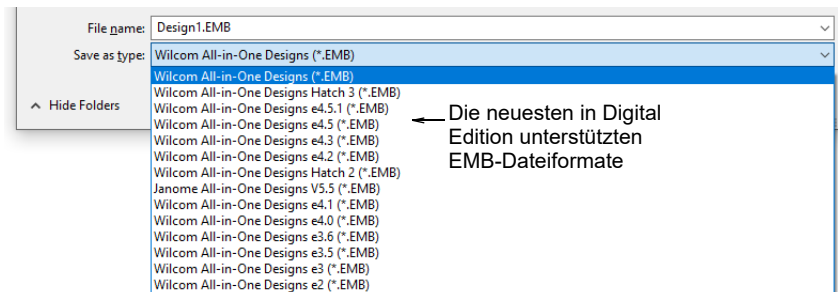 File name: Design1.EMB
Save as type: Wilcom All-in-One Designs (*.EMB)
Wilcom All-in-One Designs (*.EMB)
Wilcom All-in-One Designs Hatch 3 (*.EMB)
Wilcom All-in-One Designs e4.5.1 (*.EMB)
Wilcom All-in-One Designs e4.5 (*.EMB)
Wilcom All-in-One Designs e4.3 (*.EMB)
Wilcom All-in-One Designs e4.2 (*.EMB)
Wilcom All-in-One Designs Hatch 2 (*.EMB)
Janome All-in-One Designs V5.5 (*.EMB)
Wilcom All-in-One Designs e4.1 (*.EMB)
Wilcom All-in-One Designs e4.0 (*.EMB)
Wilcom All-in-One Designs e3.6 (*.EMB)
Wilcom All-in-One Designs e3.5 (*.EMB)
Wilcom All-in-One Designs e3 (*.EMB)
Wilcom All-in-One Designs e2 (*.EMB)
Hide Folders
Die neuesten in Digital
Edition unterstützten
EMB-Dateiformate